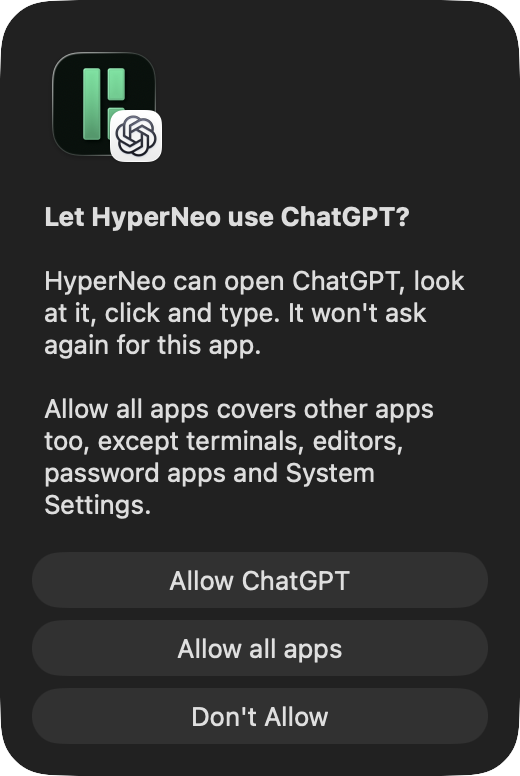 Let HyperNeo use ChatGPT?
HyperNeo can open ChatGPT, look
at it, click and type. It won't ask
again for this app.
Allow all apps covers other apps
too, except terminals, editors,
password apps and System
Settings.
Allow ChatGPT
Allow all apps
Don't Allow